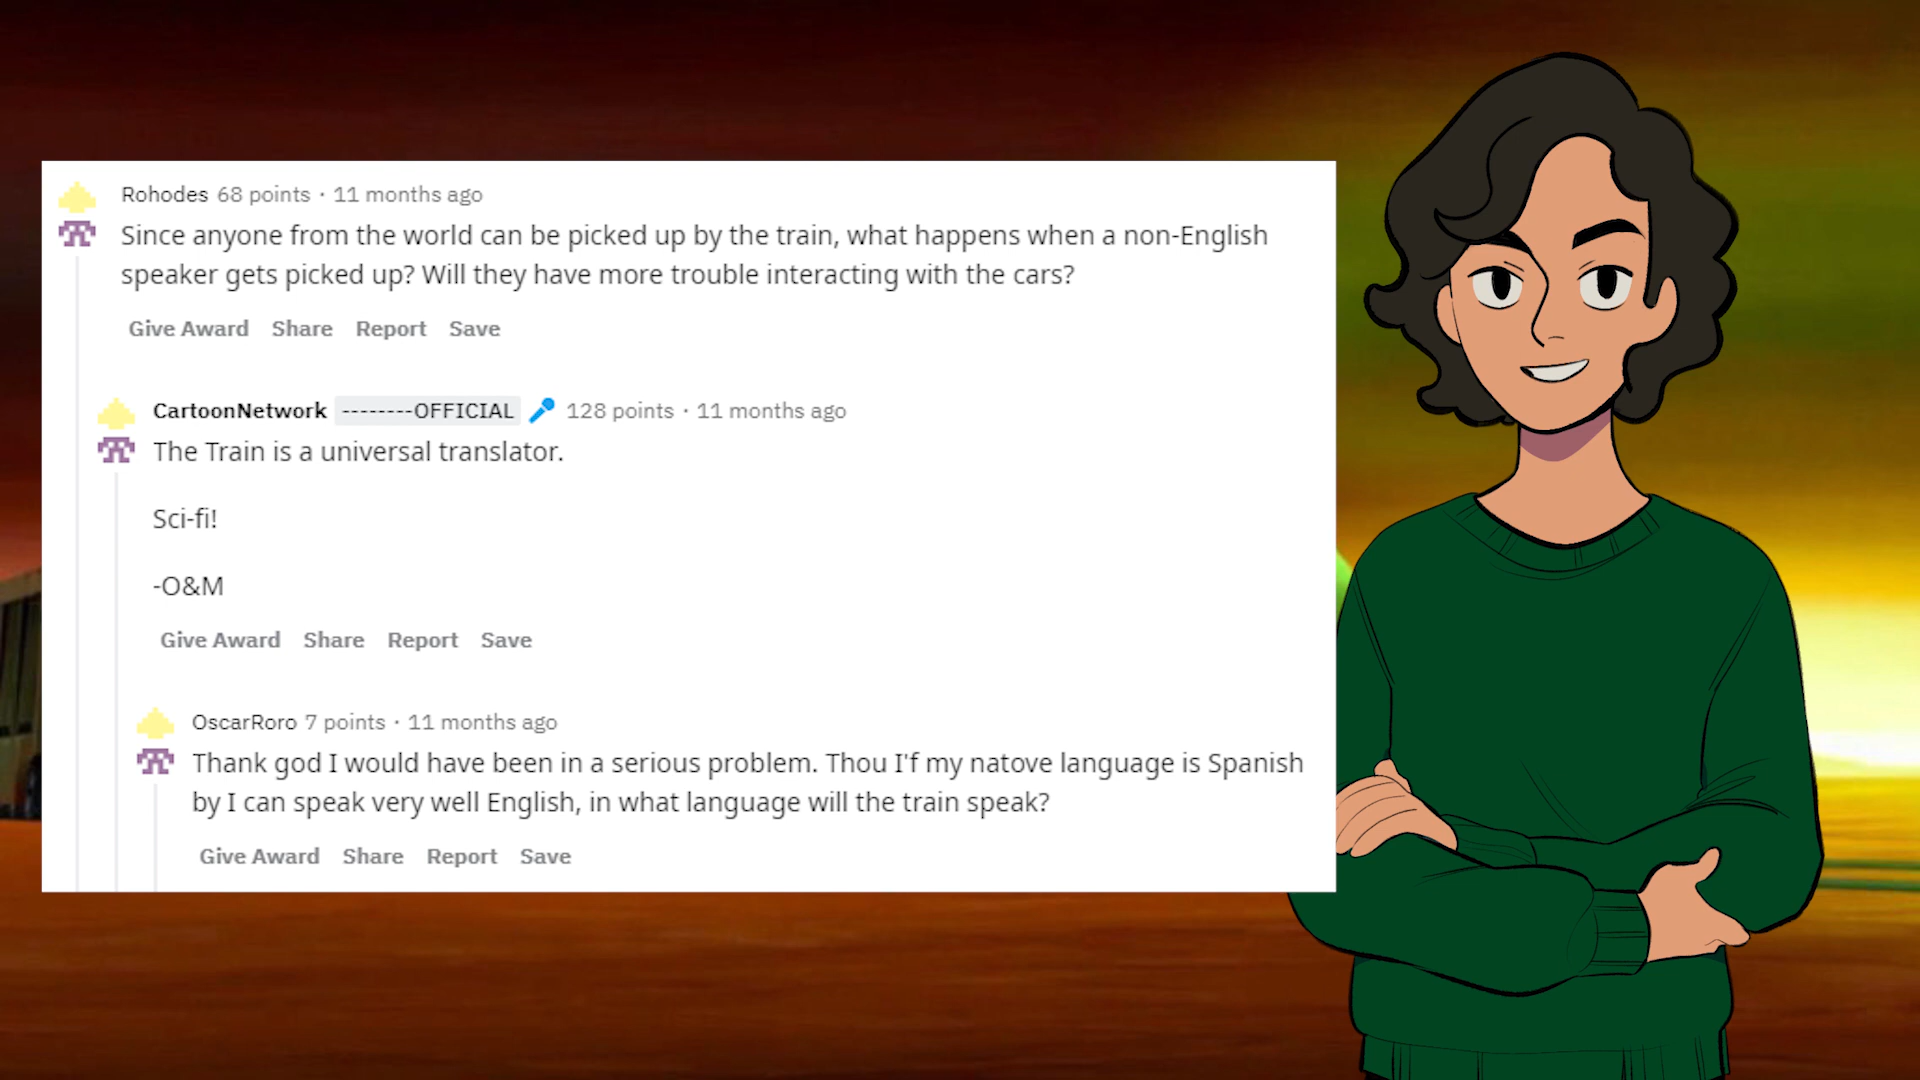 Rohodes 68 points · 11 months ago
Since anyone from the world can be picked up by the train, what happens when a non-English
speaker gets picked up? Will they have more trouble interacting with the cars?
Give Award Share Report Save
CartoonNetwork --------OFFICIAL 128 points · 11 months ago
The Train is a universal translator.
Sci-fi!
-O&M
Give Award Share Report Save
OscarRoro 7 points · 11 months ago
Thank god I would have been in a serious problem. Thou I'f my natove language is Spanish
by I can speak very well English, in what language will the train speak?
Give Award Share Report Save